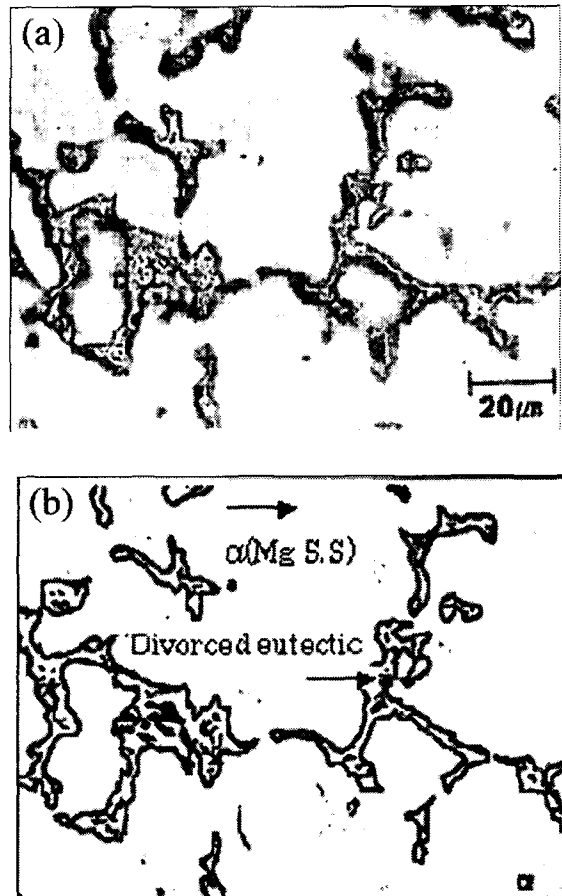 (a)
20μm
(b)
α(Mg S.S)
Divorced eutectic
α